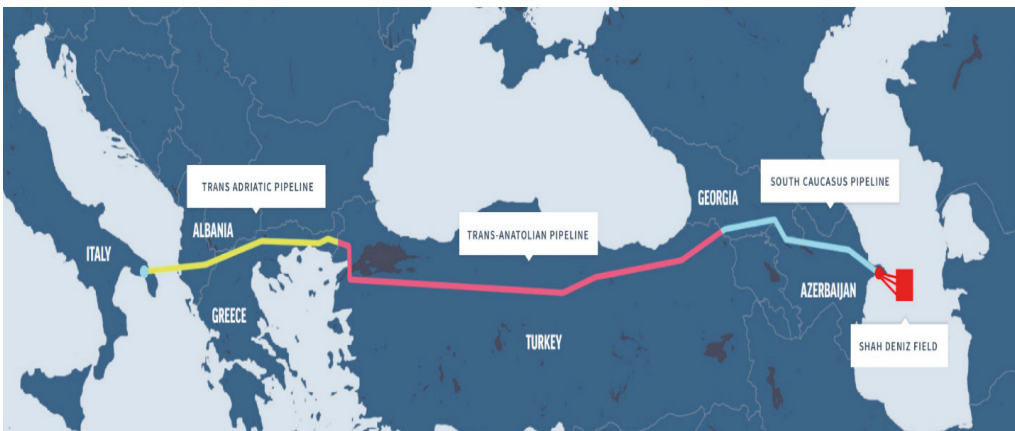 TRANS ADRIATIC PIPELINE
SOUTH CAUCASUS PIPELINE
GEORGIA
ALBANIA
TRANS-ANATOLIAN PIPELINE
ITALY
AZERBAIJAN
GREECE
TURKEY
SHAH DENIZ FIELD